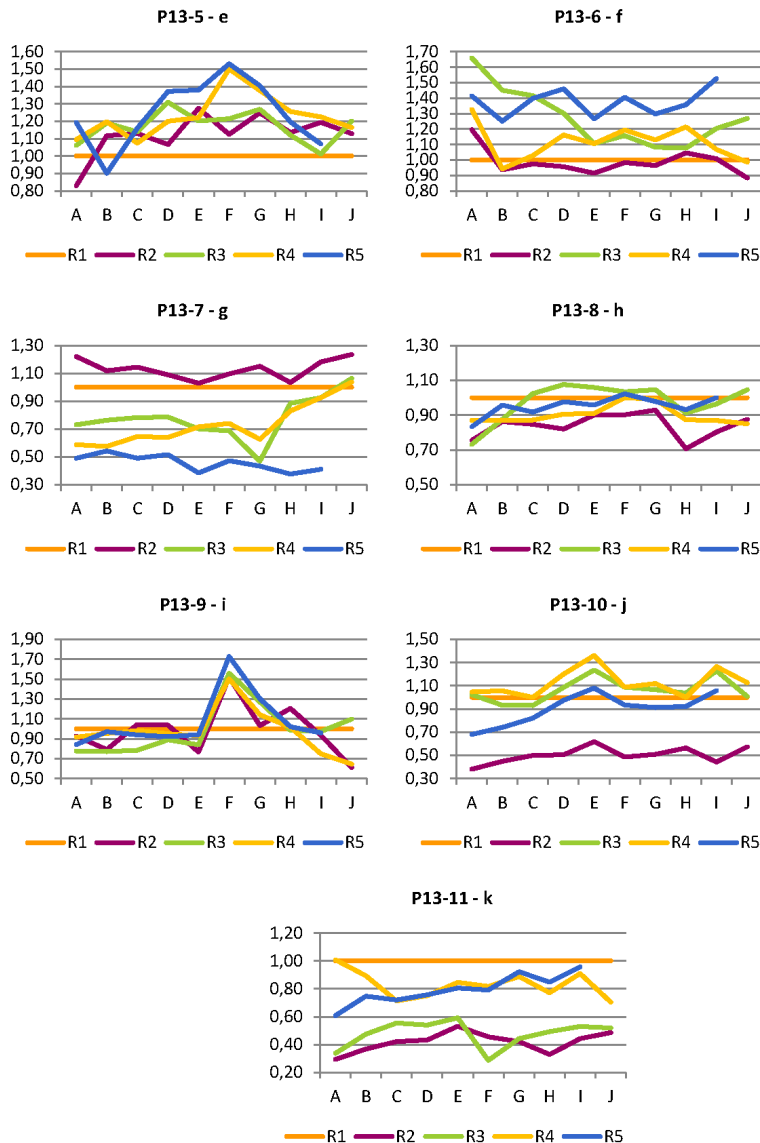 P13-5 - e
1,60
1,50
1,40
1,30
1,20
1,10
1,00
0,90
0,80
A B C D E F G H I J
R1 R2 R3 R4 R5
P13-6 - f
1,70
1,60
1,50
1,40
1,30
1,20
1,10
1,00
0,90
0,80
A B C D E F G H I J
R1 R2 R3 R4 R5
P13-7 - g
1,30
1,10
0,90
0,70
0,50
0,30
A B C D E F G H I J
R1 R2 R3 R4 R5
P13-8 - h
1,30
1,10
0,90
0,70
0,50
A B C D E F G H I J
R1 R2 R3 R4 R5
P13-9 - i
1,90
1,70
1,50
1,30
1,10
0,90
0,70
0,50
A B C D E F G H I J
R1 R2 R3 R4 R5
P13-10 - j
1,50
1,30
1,10
0,90
0,70
0,50
0,30
A B C D E F G H I J
R1 R2 R3 R4 R5
P13-11 - k
1,20
1,00
0,80
0,60
0,40
0,20
A B C D E F G H I J
R1 R2 R3 R4 R5